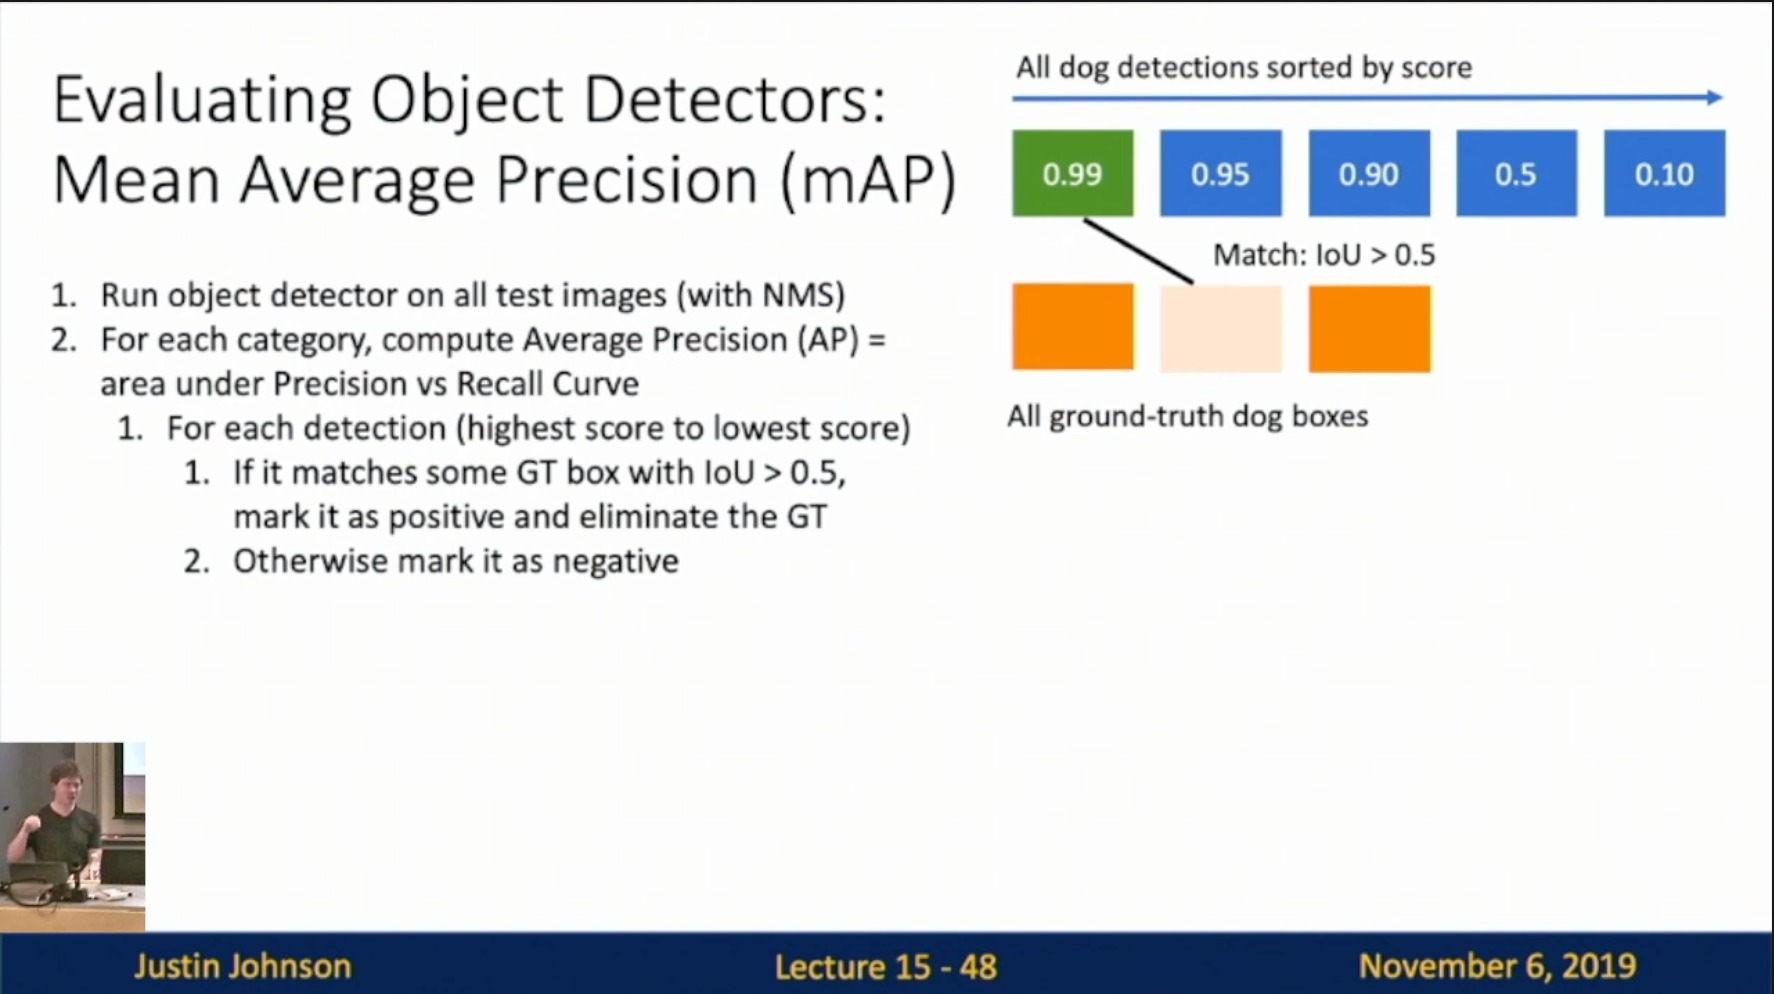 Evaluating Object Detectors:
Mean Average Precision (mAP)
1. Run object detector on all test images (with NMS)
2. For each category, compute Average Precision (AP) =
area under Precision vs Recall Curve
1. For each detection (highest score to lowest score)
1. If it matches some GT box with IoU > 0.5,
mark it as positive and eliminate the GT
2. Otherwise mark it as negative
All dog detections sorted by score
0.99 0.95 0.90 0.5 0.10
Match: IoU > 0.5
All ground-truth dog boxes
Justin Johnson Lecture 15 - 48 November 6, 2019